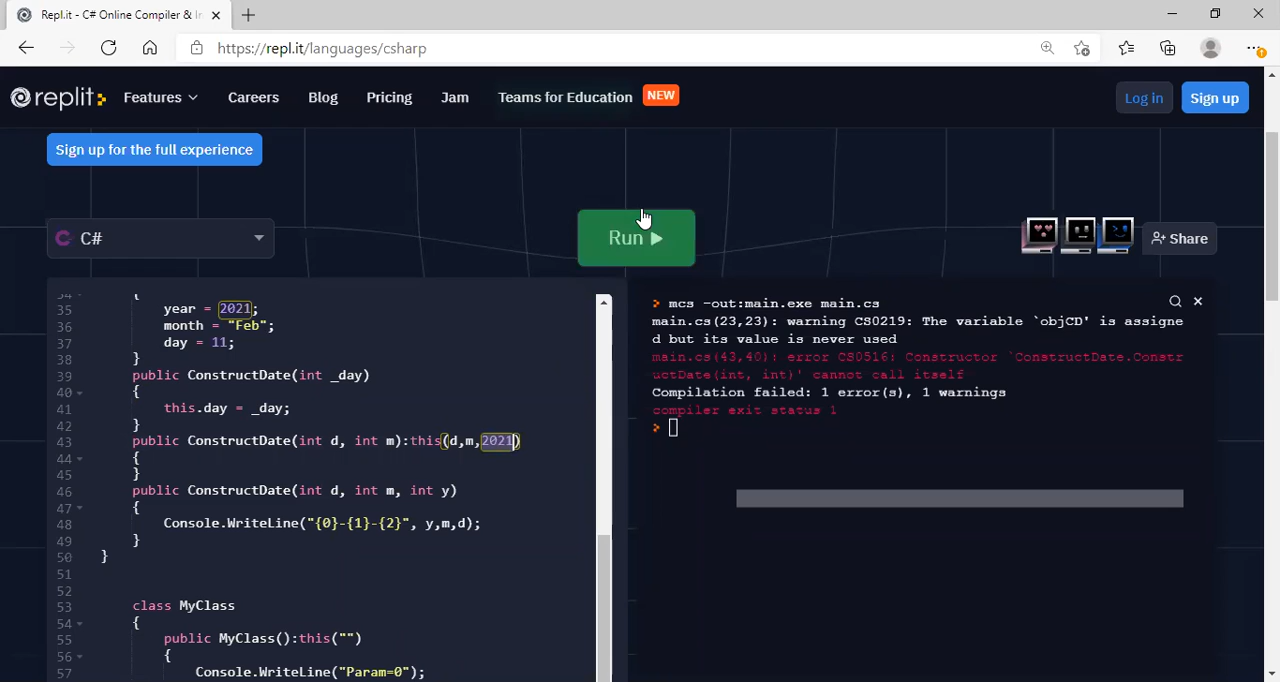 Repl.it - C# Online Compiler & I
https://repl.it/languages/csharp
replit
Features
Careers
Blog
Pricing
Jam
Teams for Education
NEW
Log in
Sign up
Sign up for the full experience
C#
Run
Share
34
{
35 year = 2021;
36 month = "Feb";
37 day = 11;
38 }
39 public ConstructDate(int _day)
40 {
41 this.day = _day;
42 }
43 public ConstructDate(int d, int m):this(d,m,2021)
44 {
45 }
46 public ConstructDate(int d, int m, int y)
47 {
48 Console.WriteLine("{0}-{1}-{2}", y,m,d);
49 }
50 }
51
52
53 class MyClass
54 {
55 public MyClass():this("")
56 {
57 Console.WriteLine("Param=0");
> mcs -out:main.exe main.cs
main.cs(23,23): warning CS0219: The variable `objCD' is assigne
d but its value is never used
main.cs(43,40): error CS0516: Constructor `ConstructDate.Constr
uctDate(int, int)' cannot call itself
Compilation failed: 1 error(s), 1 warnings
compiler exit status 1
>